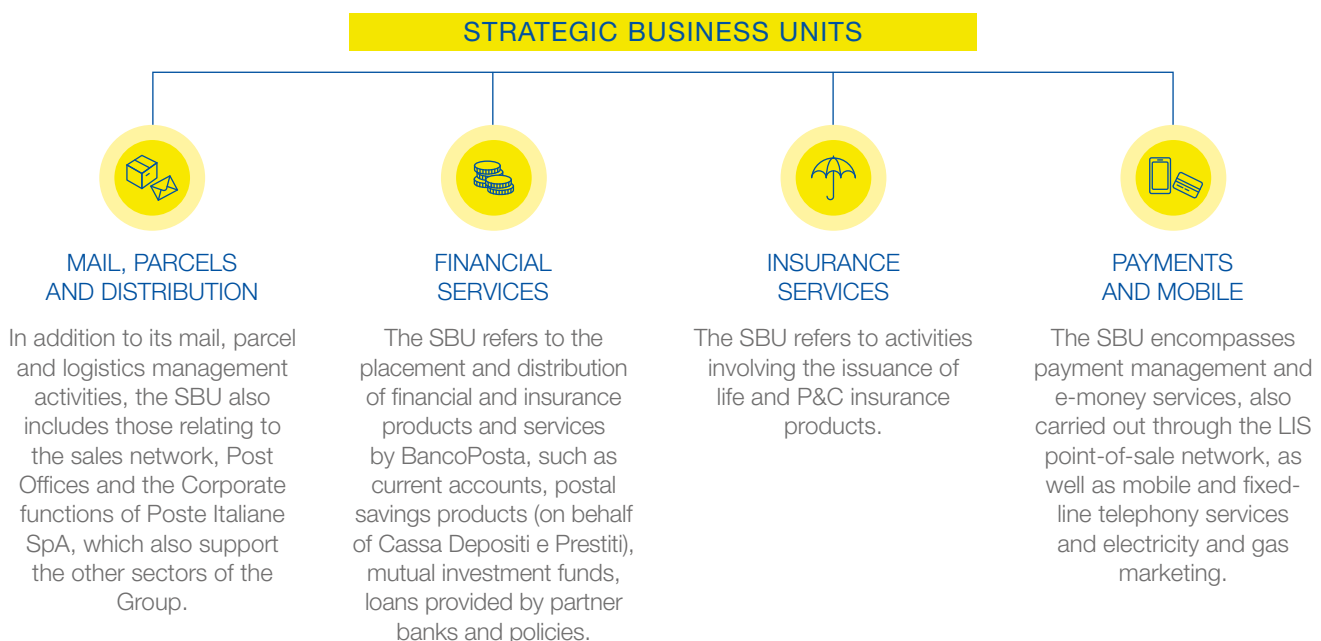 STRATEGIC BUSINESS UNITS
MAIL, PARCELS
AND DISTRIBUTION
In addition to its mail, parcel
and logistics management
activities, the SBU also
includes those relating to
the sales network, Post
Offices and the Corporate
functions of Poste Italiane
SpA, which also support
the other sectors of the
Group.
FINANCIAL
SERVICES
The SBU refers to the
placement and distribution
of financial and insurance
products and services
by BancoPosta, such as
current accounts, postal
savings products (on behalf
of Cassa Depositi e Prestiti),
mutual investment funds,
loans provided by partner
banks and policies.
INSURANCE
SERVICES
The SBU refers to activities
involving the issuance of
life and P&C insurance
products.
PAYMENTS
AND MOBILE
The SBU encompasses
payment management and
e-money services, also
carried out through the LIS
point-of-sale network, as
well as mobile and fixed-
line telephony services
and electricity and gas
marketing.